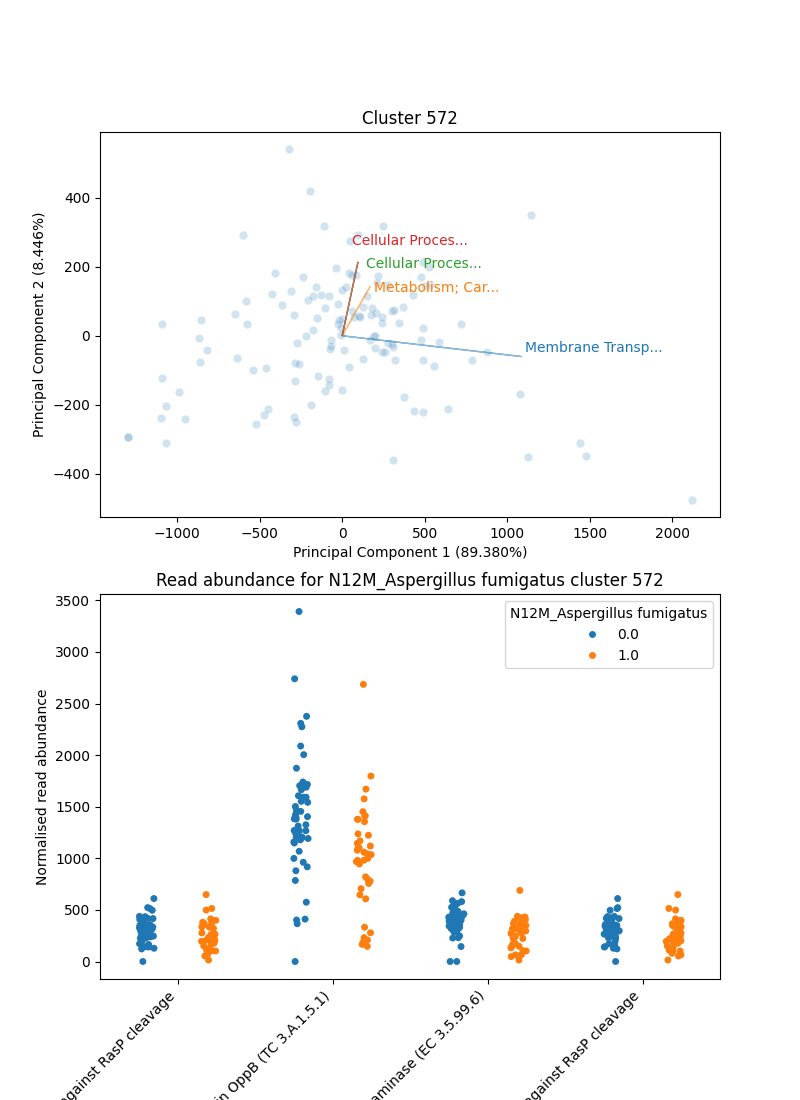 Cluster 572
Principal Component 2 (8.446%)
400
200
0
−200
−400
Cellular Proces...
Cellular Proces...
Metabolism; Car...
Membrane Transp...
−1000
−500
0
500
1000
1500
2000
Principal Component 1 (89.380%)
Read abundance for N12M_Aspergillus fumigatus cluster 572
Normalised read abundance
3500
3000
2500
2000
1500
1000
500
0
N12M_Aspergillus fumigatus
0.0
1.0
against RasP cleavage
in OppB (TC 3.A.1.5.1)
aminase (EC 3.5.99.6)
against RasP cleavage